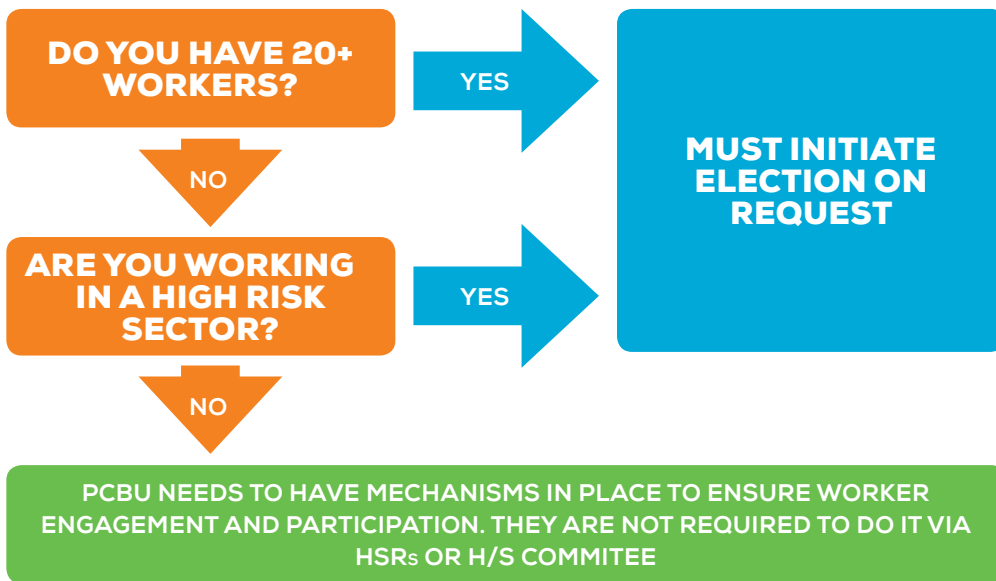 DO YOU HAVE 20+
WORKERS?
YES
MUST INITIATE
ELECTION ON
REQUEST
NO
ARE YOU WORKING
IN A HIGH RISK
SECTOR?
YES
NO
PCBU NEEDS TO HAVE MECHANISMS IN PLACE TO ENSURE WORKER
ENGAGEMENT AND PARTICIPATION. THEY ARE NOT REQUIRED TO DO IT VIA
HSRs OR H/S COMMITEE